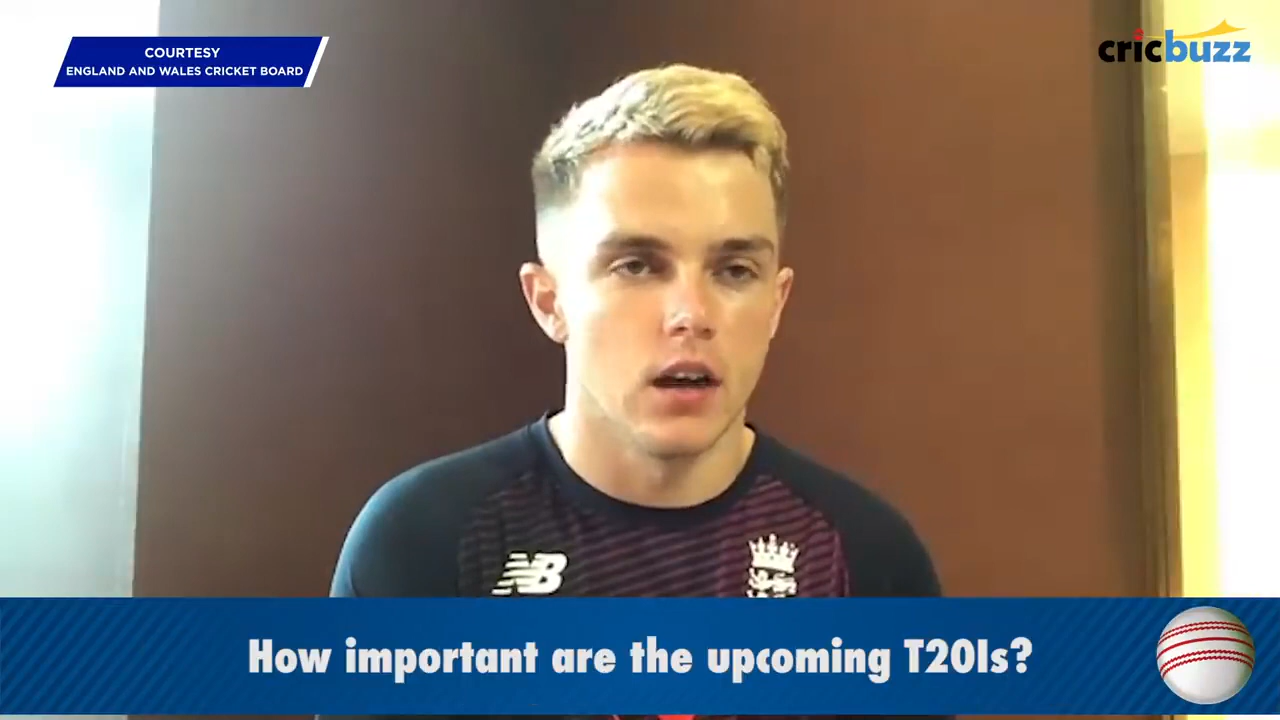 COURTESY
ENGLAND AND WALES CRICKET BOARD
cricbuzz
NB
How important are the upcoming T20Is?